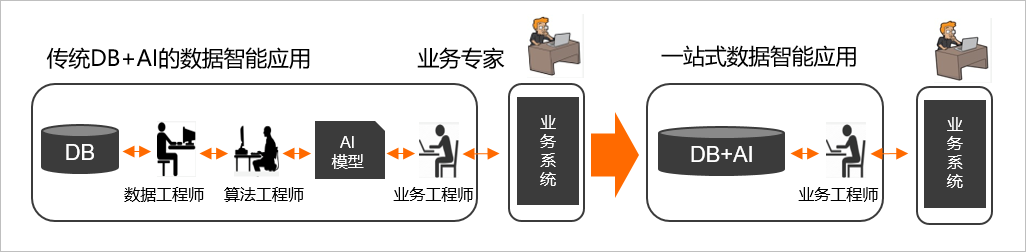 传统DB+AI的数据智能应用
业务专家
一站式数据智能应用
DB
数据工程师
算法工程师
AI
模型
业务工程师
业务系统
DB+AI
业务工程师
业务系统